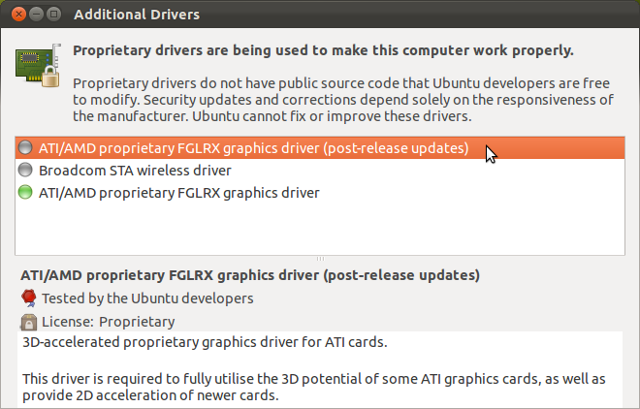 Additional Drivers
Proprietary drivers are being used to make this computer work properly.
Proprietary drivers do not have public source code that Ubuntu developers are free
to modify. Security updates and corrections depend solely on the responsiveness of
the manufacturer. Ubuntu cannot fix or improve these drivers.
ATI/AMD proprietary FGLRX graphics driver (post-release updates)
Broadcom STA wireless driver
ATI/AMD proprietary FGLRX graphics driver
ATI/AMD proprietary FGLRX graphics driver (post-release updates)
Tested by the Ubuntu developers
License: Proprietary
3D-accelerated proprietary graphics driver for ATI cards.
This driver is required to fully utilise the 3D potential of some ATI graphics cards, as well as
provide 2D acceleration of newer cards.